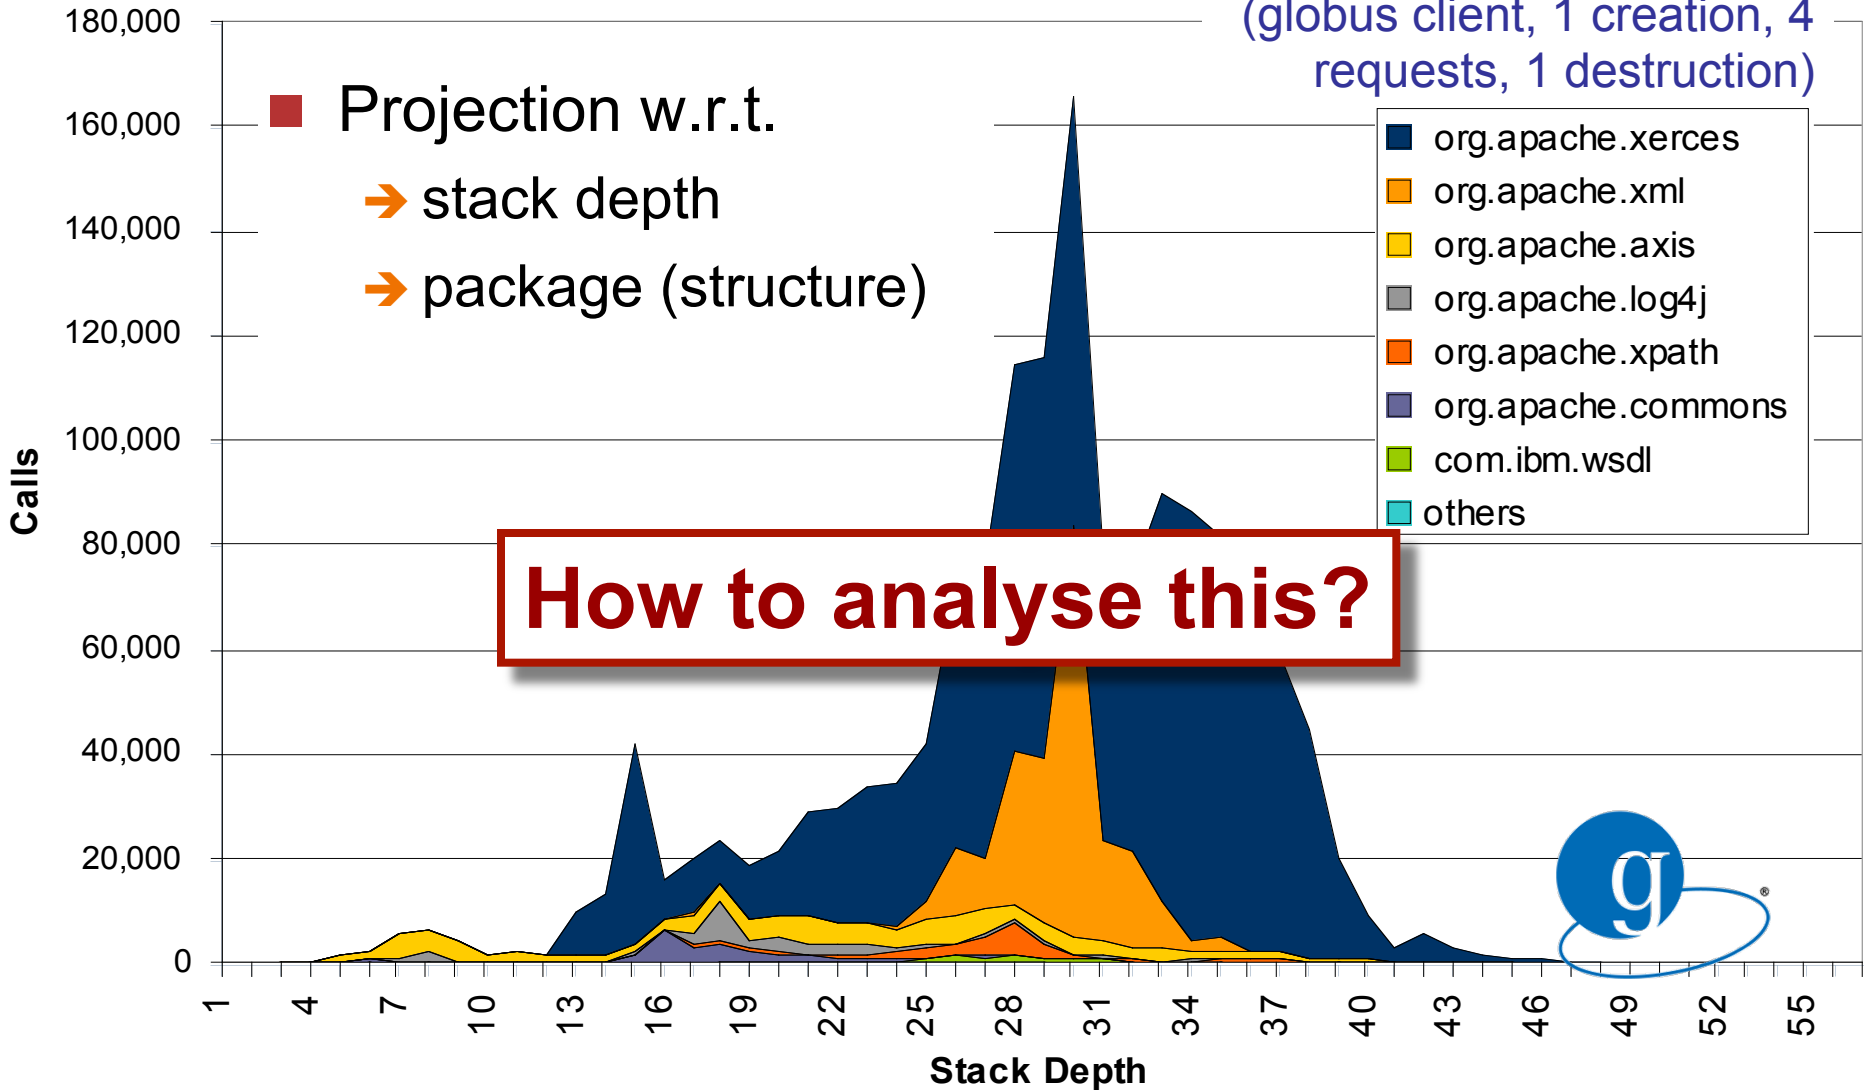 (globus client, 1 creation, 4
requests, 1 destruction)
Projection w.r.t.
stack depth
package (structure)
org.apache.xerces
org.apache.xml
org.apache.axis
org.apache.log4j
org.apache.xpath
org.apache.commons
com.ibm.wsdl
others
How to analyse this?
Calls
180,000
160,000
140,000
120,000
100,000
80,000
60,000
40,000
20,000
0
1 4 7 10 13 16 19 22 25 28 31 34 37 40 43 46 49 52 55
Stack Depth
g
®